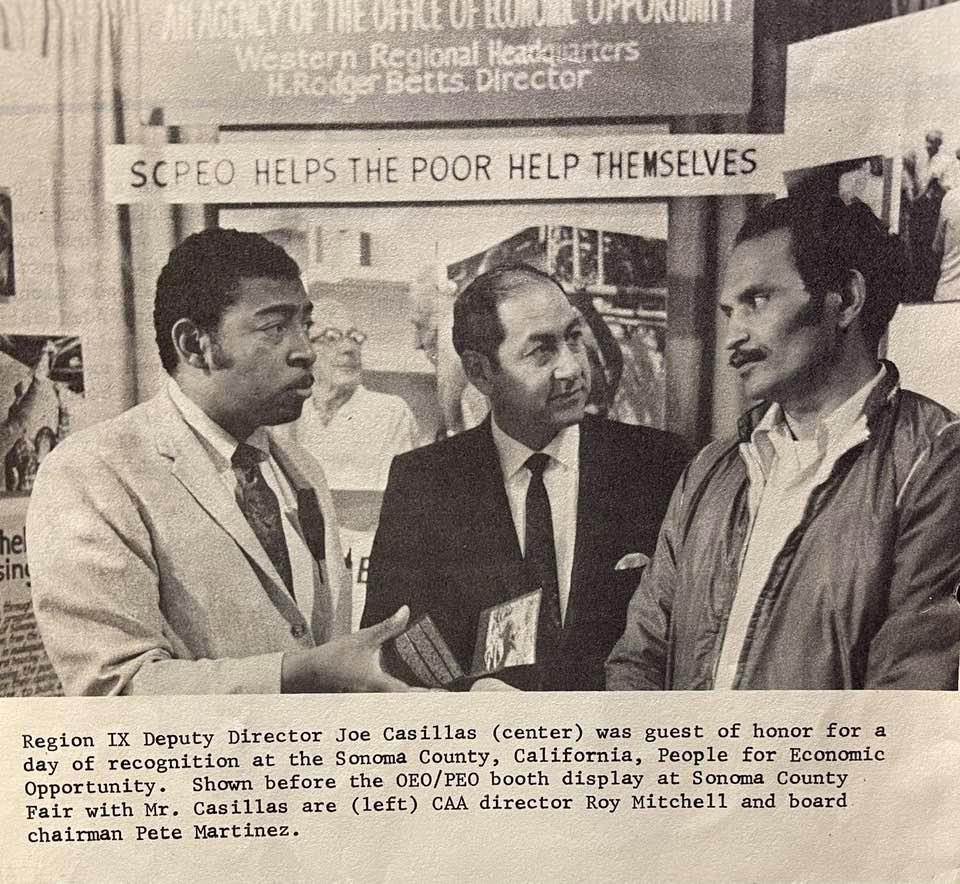 AN AGENCY OF THE OFFICE OF ECONOMIC OPPORTUNITY
Western Regional Headquarters
H. Rodger Betts, Director
SCPEO HELPS THE POOR HELP THEMSELVES
Region IX Deputy Director Joe Casillas (center) was guest of honor for a
day of recognition at the Sonoma County, California, People for Economic
Opportunity.  Shown before the OEO/PEO booth display at Sonoma County
Fair with Mr. Casillas are (left) CAA director Roy Mitchell and board
chairman Pete Martinez.